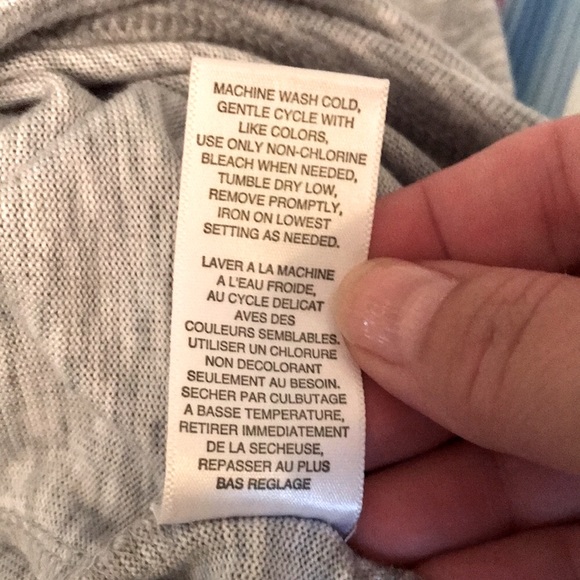 MACHINE WASH COLD,
GENTLE CYCLE WITH
LIKE COLORS,
USE ONLY NON-CHLORINE
BLEACH WHEN NEEDED,
TUMBLE DRY LOW,
REMOVE PROMPTLY,
IRON ON LOWEST
SETTING AS NEEDED.
LAVER A LA MACHINE
A L'EAU FROIDE,
AU CYCLE DELICAT
AVES DES
COULEURS SEMBLABLES.
UTILISER UN CHLORURE
NON DECOLORANT
SEULEMENT AU BESOIN.
SECHER PAR CULBUTAGE
A BASSE TEMPERATURE,
RETIRER IMMEDIATEMENT
DE LA SECHEUSE,
REPASSER AU PLUS
BAS REGLAGE